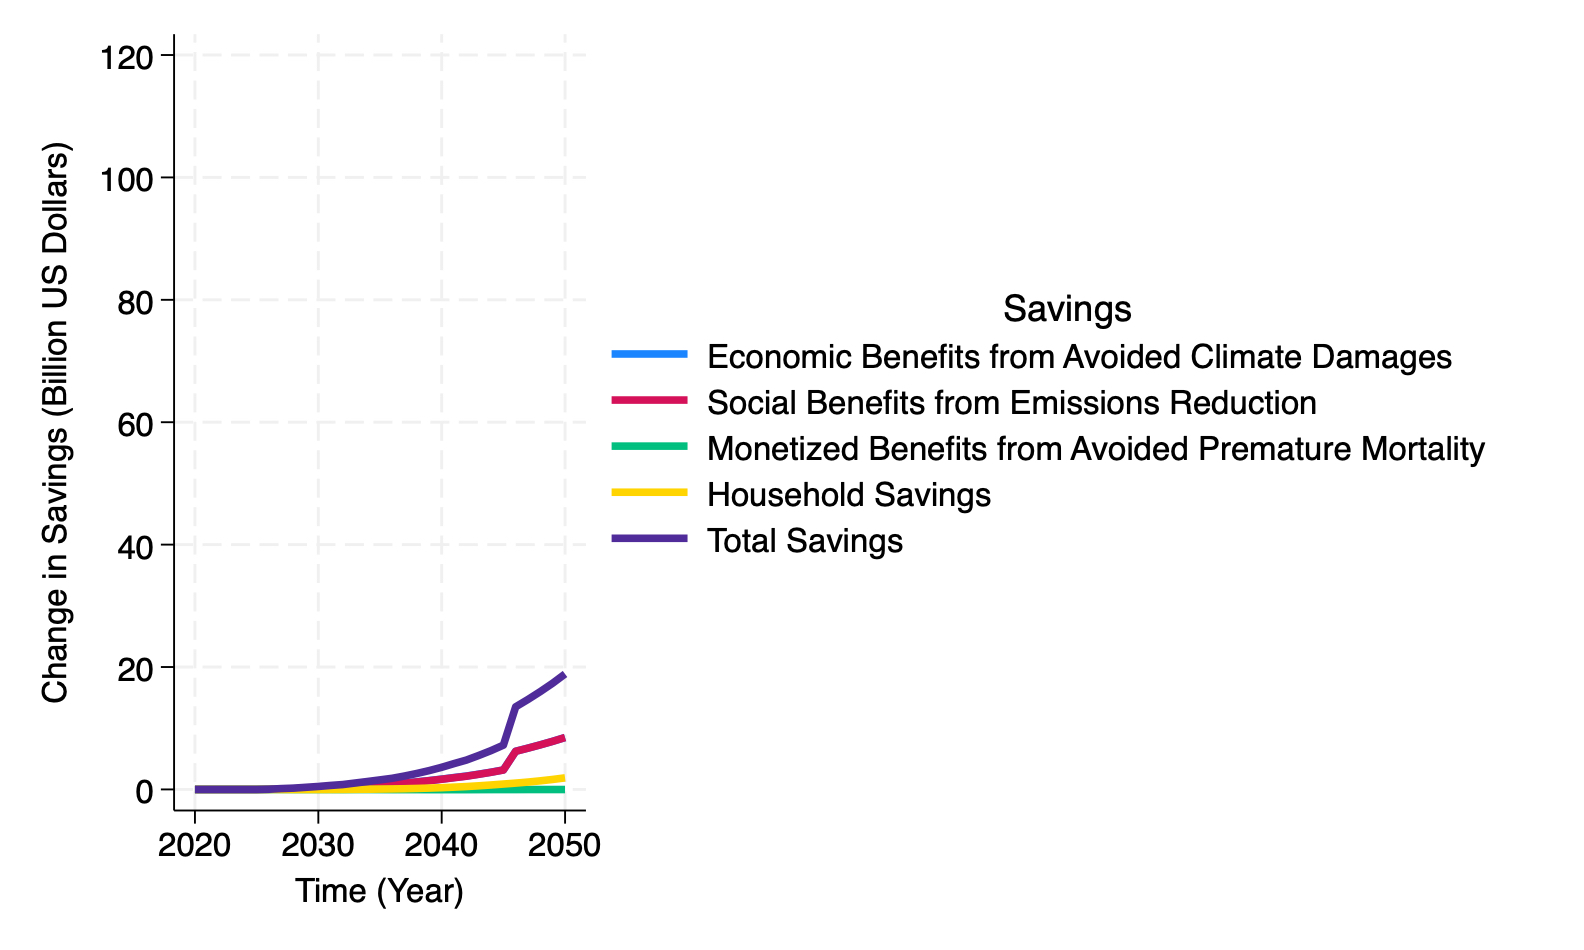 120
100
80
60
40
20
0
Change in Savings (Billion US Dollars)
2020 2030 2040 2050
Time (Year)
Savings
Economic Benefits from Avoided Climate Damages
Social Benefits from Emissions Reduction
Monetized Benefits from Avoided Premature Mortality
Household Savings
Total Savings